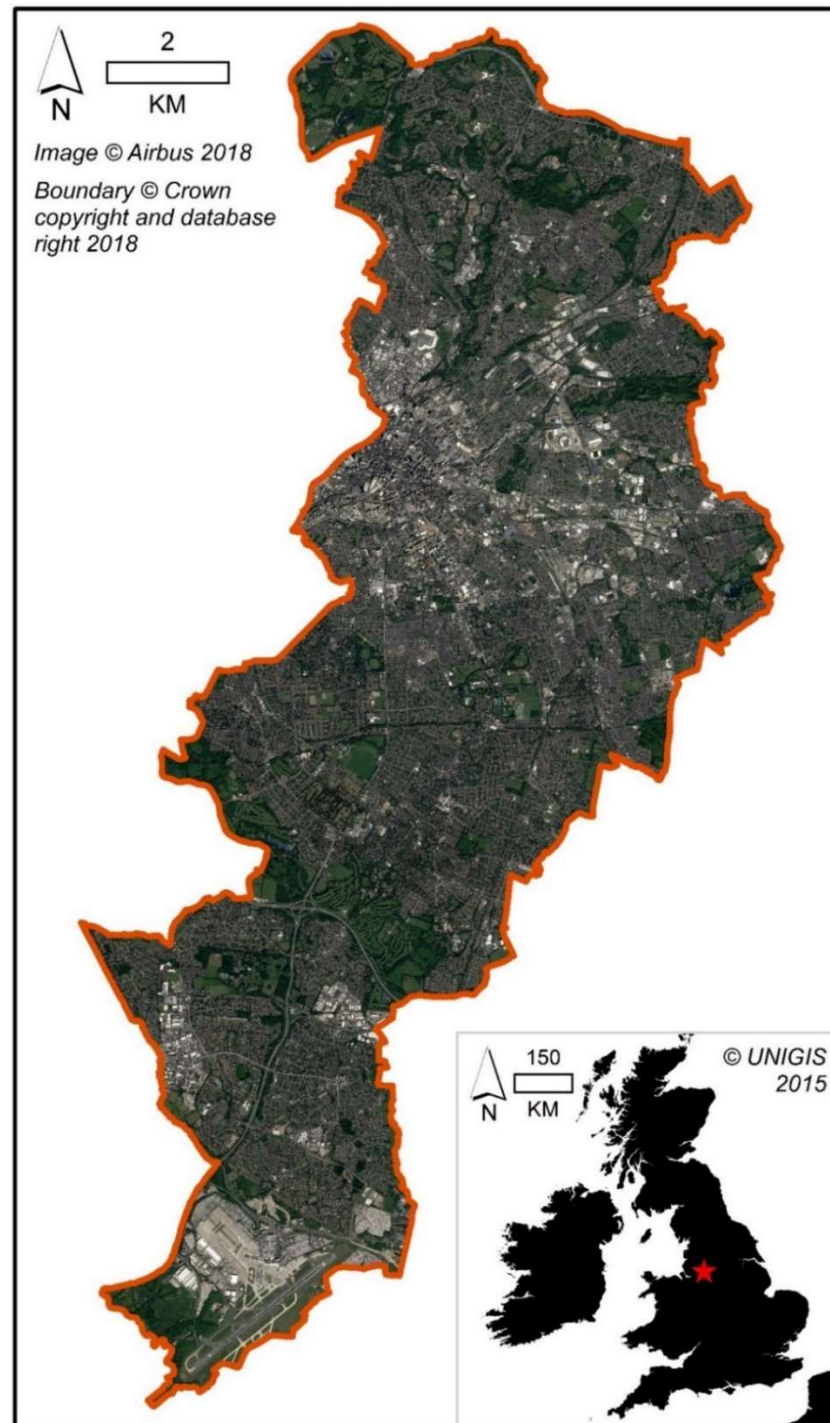 2
KM
N
Image © Airbus 2018
Boundary © Crown
copyright and database
right 2018
150
KM
N
© UNIGIS
2015